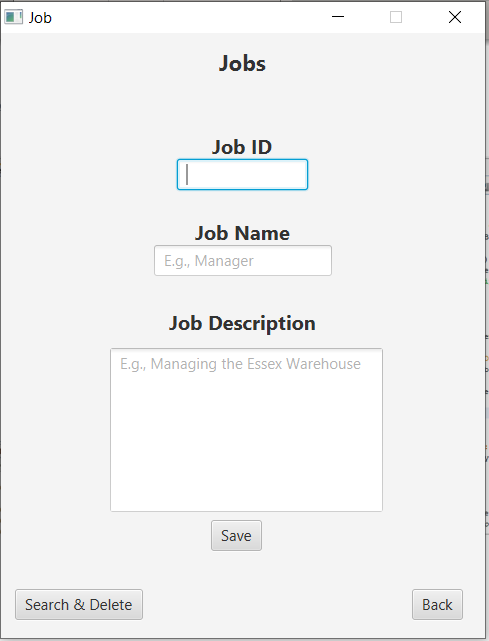 Job
Jobs
Job ID
Job Name
E.g., Manager
Job Description
E.g., Managing the Essex Warehouse
Save
Search & Delete
Back